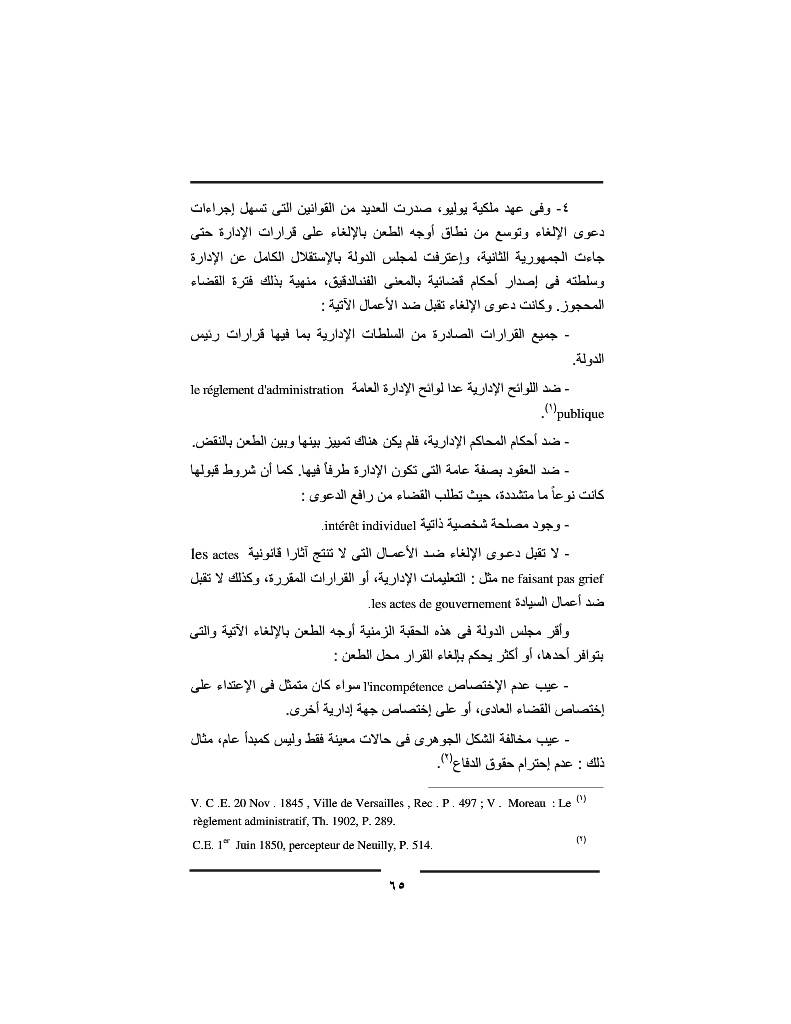 ٤- وفى عهد ملكية يوليو، صدرت العديد من القوانين التى تسهل إجراءات
دعوى الإلغاء وتوسع من نطاق أوجه الطعن بالإلغاء على قرارات الإدارة حتى
جاءت الجمهورية الثانية، وإعترفت لمجلس الدولة بالإستقلال الكامل عن الإدارة
وسلطته فى إصدار أحكام قضائية بالمعنى الفنىالدقيق، منهية بذلك فترة القضاء
المحجوز. وكانت دعوى الإلغاء تقبل ضد الأعمال الآتية :
- جميع القرارات الصادرة من السلطات الإدارية بما فيها قرارات رئيس
الدولة.
- ضد اللوائح الإدارية عدا لوائح الإدارة العامة le réglement d'administration
publique(١).
- ضد أحكام المحاكم الإدارية، فلم يكن هناك تمييز بينها وبين الطعن بالنقض.
- ضد العقود بصفة عامة التى تكون الإدارة طرفاً فيها. كما أن شروط قبولها
كانت نوعاً ما متشددة، حيث تطلب القضاء من رافع الدعوى :
- وجود مصلحة شخصية ذاتية intérêt individuel.
- لا تقبل دعـوى الإلغاء ضـد الأعمـال التى لا تنتج آثارا قانونية les actes
ne faisant pas grief مثل : التعليمات الإدارية، أو القرارات المقررة، وكذلك لا تقبل
ضد أعمال السيادة les actes de gouvernement.
وأقر مجلس الدولة فى هذه الحقبة الزمنية أوجه الطعن بالإلغاء الآتية والتى
بتوافر أحدها، أو أكثر يحكم بإلغاء القرار محل الطعن :
- عيب عدم الإختصاص l'incompétence سواء كان متمثل فى الإعتداء على
إختصاص القضاء العادى، أو على إختصاص جهة إدارية أخرى.
- عيب مخالفة الشكل الجوهرى فى حالات معينة فقط وليس كمبدأ عام، مثال
ذلك : عدم إحترام حقوق الدفاع(٢).
(١) V. C .E. 20 Nov . 1845 , Ville de Versailles , Rec . P . 497 ; V . Moreau : Le
règlement administratif, Th. 1902, P. 289.
(٢) C.E. 1er Juin 1850, percepteur de Neuilly, P. 514.
٦٥